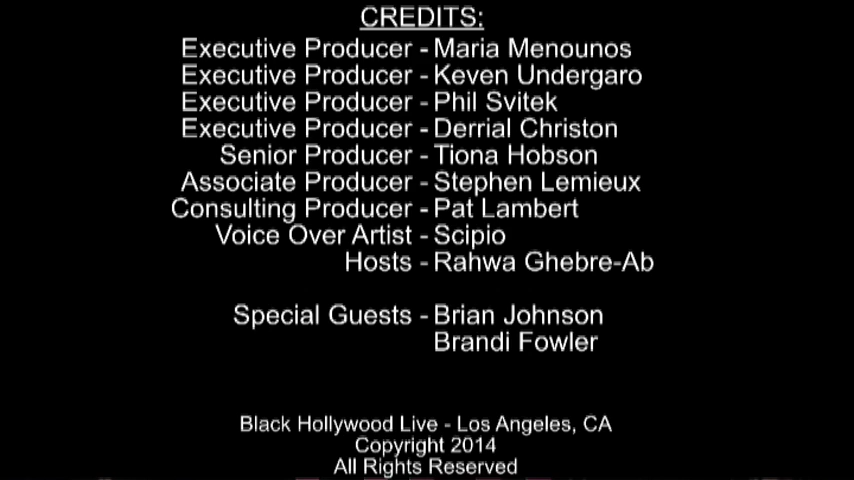 CREDITS:
Executive Producer - Maria Menounos
Executive Producer - Keven Undergaro
Executive Producer - Phil Svitek
Executive Producer - Derrial Christon
Senior Producer - Tiona Hobson
Associate Producer - Stephen Lemieux
Consulting Producer - Pat Lambert
Voice Over Artist - Scipio
Hosts - Rahwa Ghebre-Ab
Special Guests - Brian Johnson
Brandi Fowler
Black Hollywood Live - Los Angeles, CA
Copyright 2014
All Rights Reserved